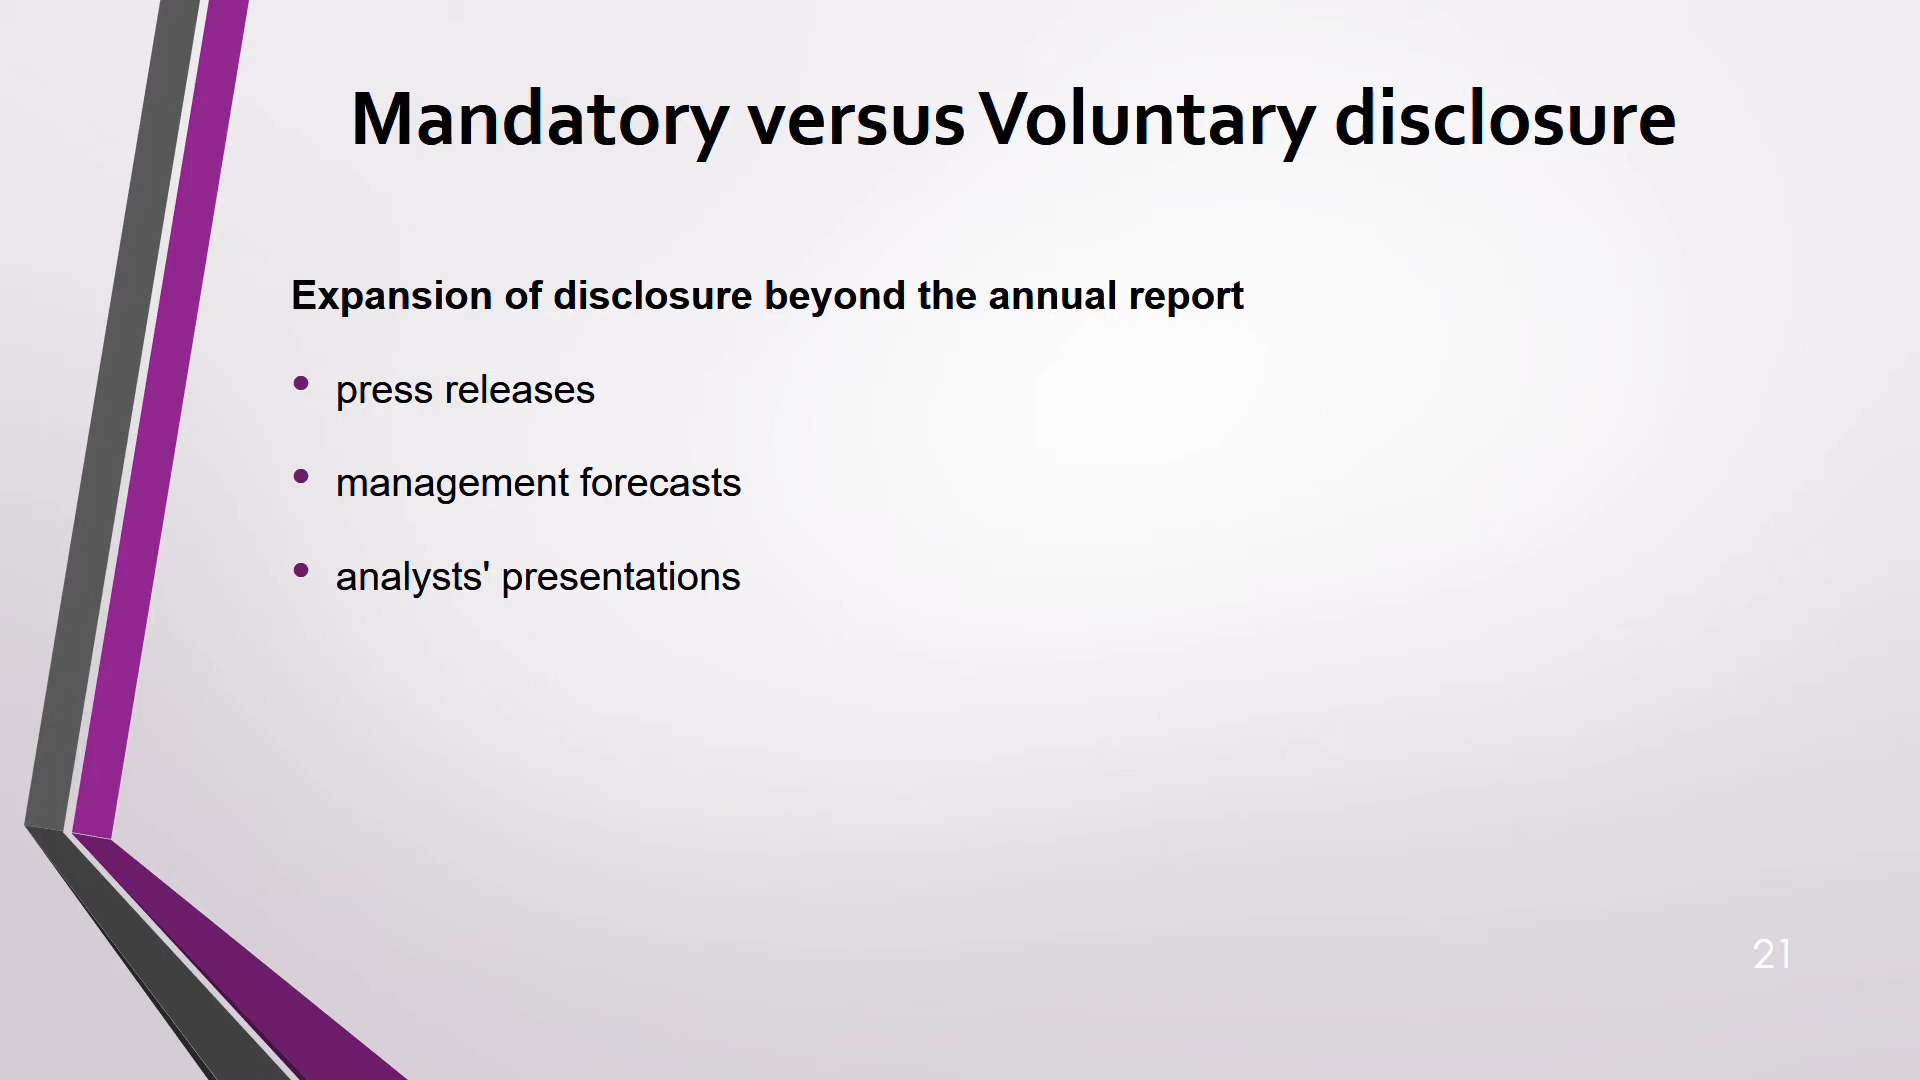 Mandatory versus Voluntary disclosure
Expansion of disclosure beyond the annual report
• press releases
• management forecasts
• analysts' presentations
21